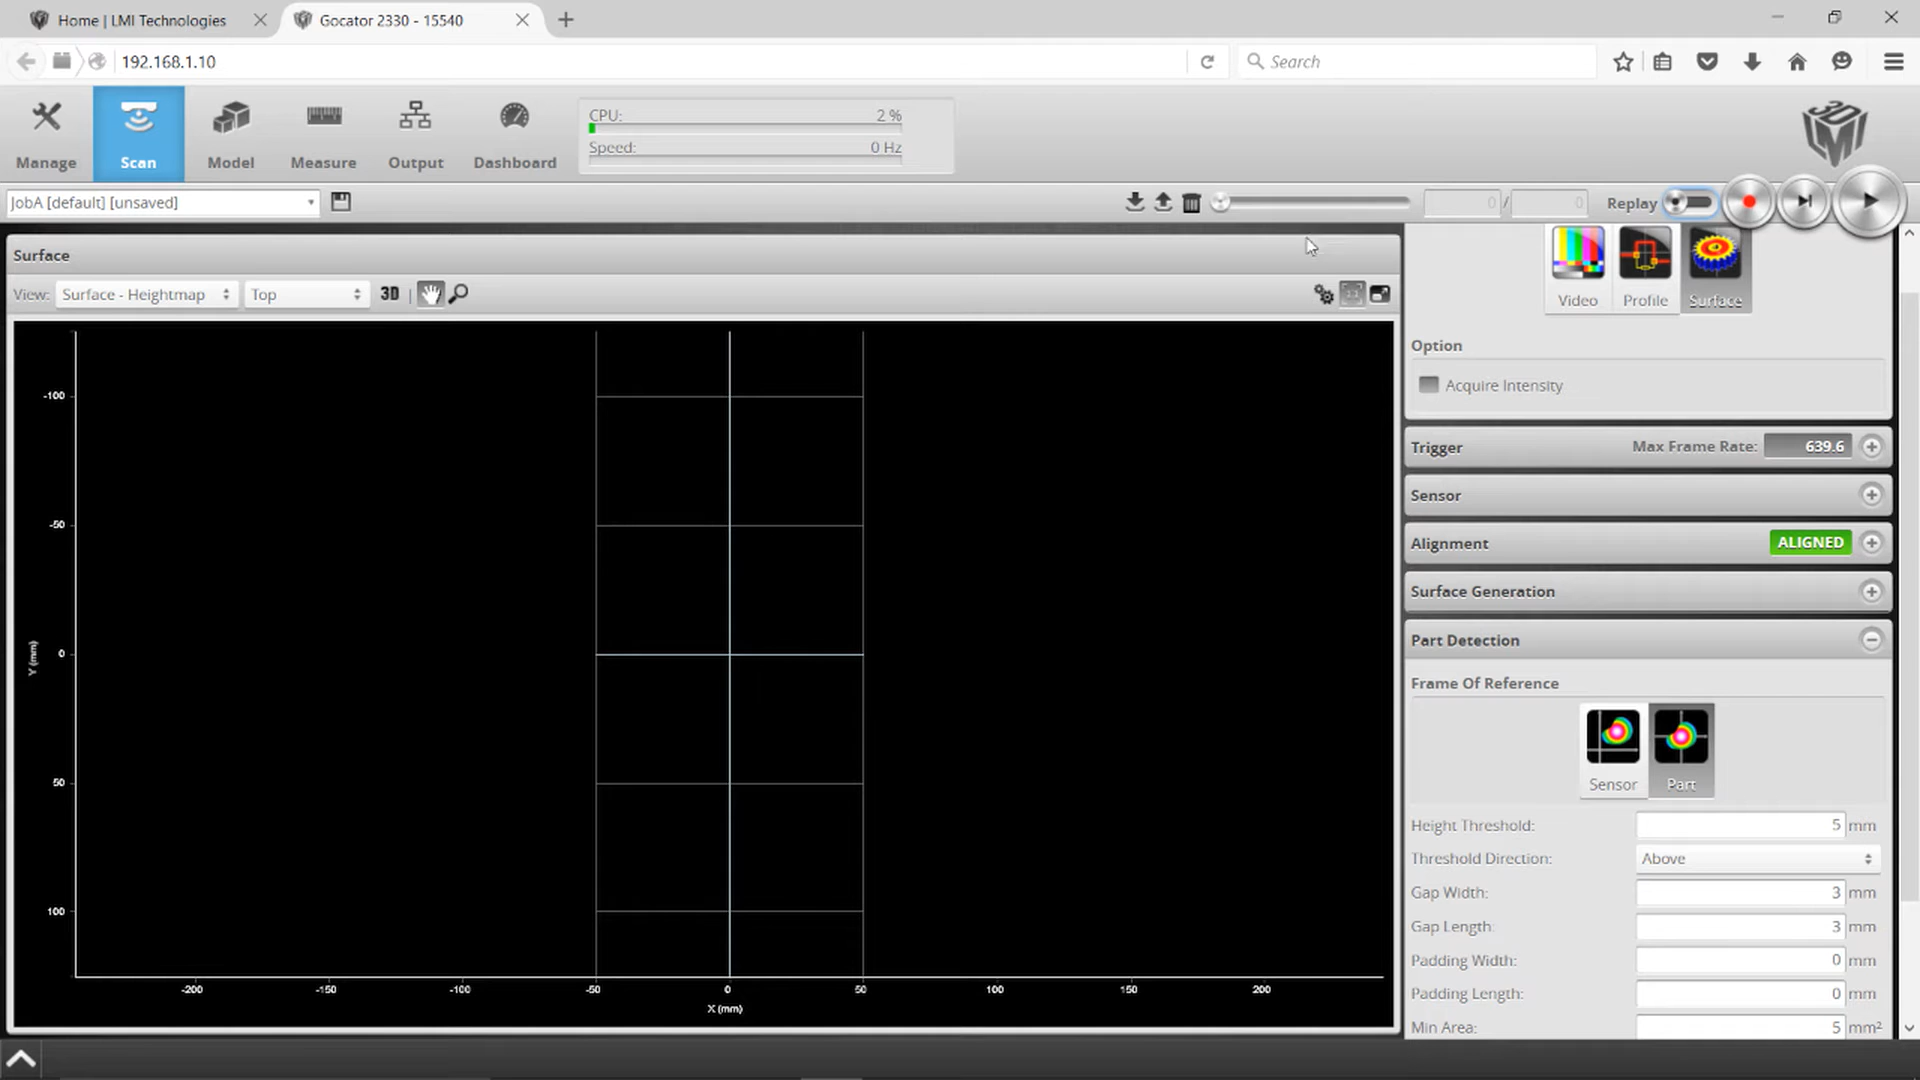 Home | LMI Technologies
Gocator 2330 - 15540
192.168.1.10
Search
Manage
Scan
Model
Measure
Output
Dashboard
CPU: 2 %
Speed: 0 Hz
LMI
JobA [default] [unsaved]
0 / 0
Replay
Surface
View: Surface - Heightmap Top 3D
-100
-50
0
50
100
Y (mm)
-200 -150 -100 -50 0 50 100 150 200
X (mm)
Video
Profile
Surface
Option
Acquire Intensity
Trigger Max Frame Rate: 639.6
Sensor
Alignment ALIGNED
Surface Generation
Part Detection
Frame Of Reference
Sensor
Part
Height Threshold: 5 mm
Threshold Direction: Above
Gap Width: 3 mm
Gap Length: 3 mm
Padding Width: 0 mm
Padding Length: 0 mm
Min Area: 5 mm²